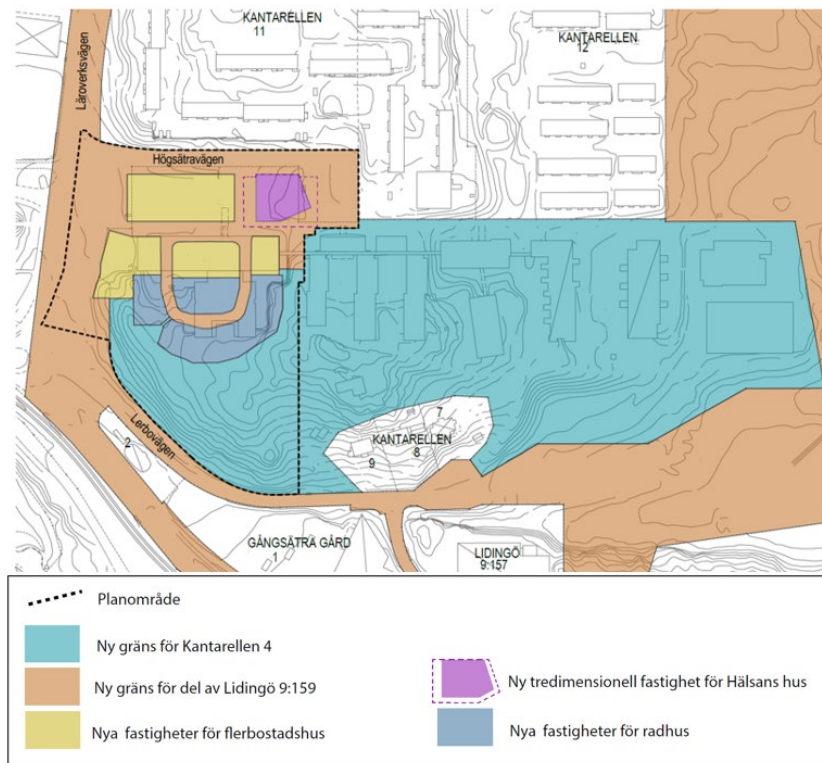 KANTARELLEN
11
KANTARELLEN
12
Läroverksvägen
Högsätravägen
7
KANTARELLEN
8
9
Lerbovägen
2
GÅNGSÄTRA GÅRD
1
LIDINGÖ
9:157
Planområde
Ny gräns för Kantarellen 4
Ny gräns för del av Lidingö 9:159
Nya fastigheter för flerbostadshus
Ny tredimensionell fastighet för Hälsans hus
Nya fastigheter för radhus